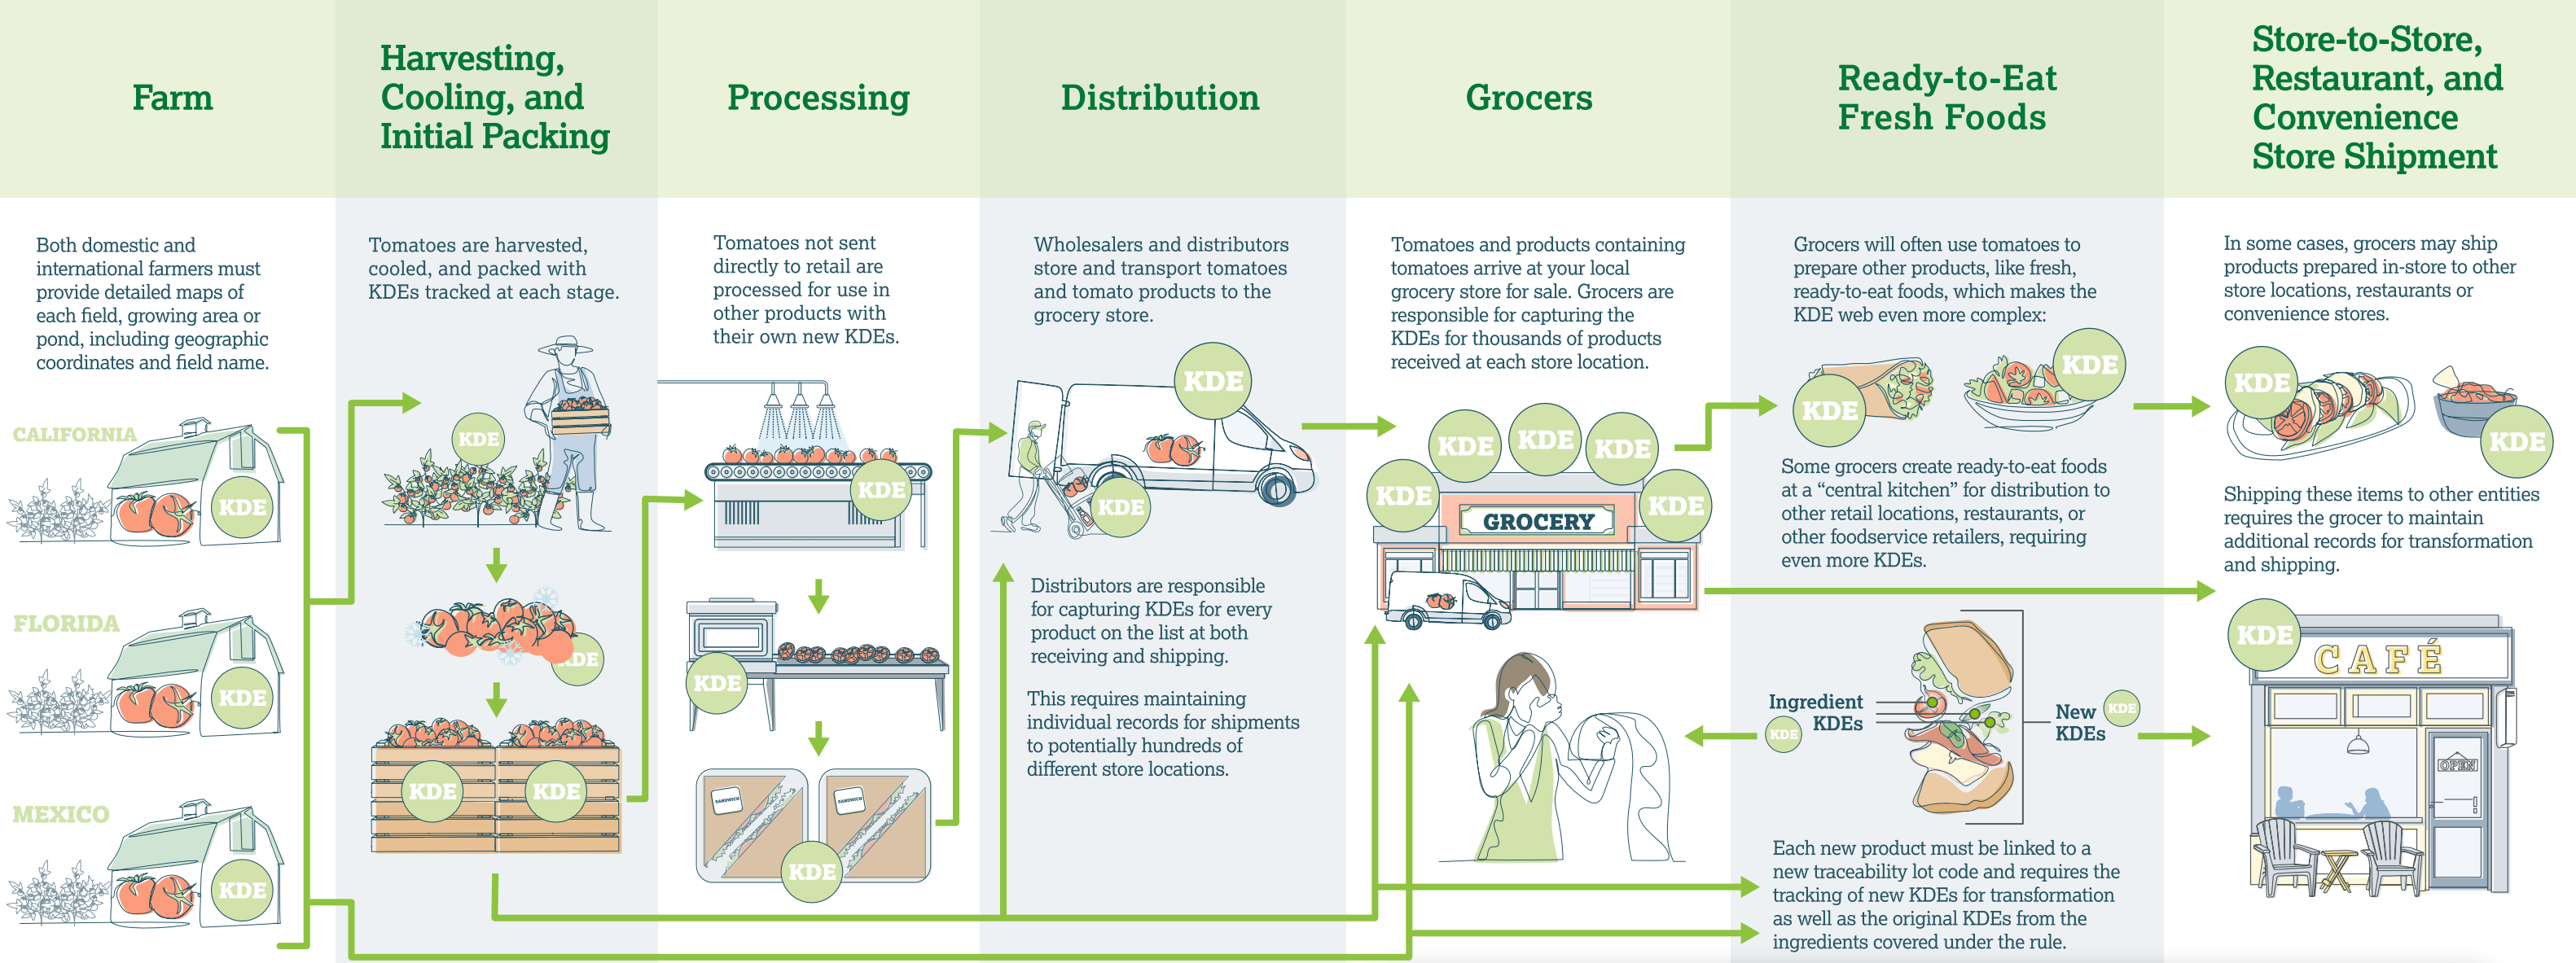 Farm
Both domestic and
international farmers must
provide detailed maps of
each field, growing area or
pond, including geographic
coordinates and field name.
CALIFORNIA
KDE
FLORIDA
KDE
MEXICO
KDE
Harvesting,
Cooling, and
Initial Packing
Tomatoes are harvested,
cooled, and packed with
KDEs tracked at each stage.
KDE
KDE
KDE
KDE
Processing
Tomatoes not sent
directly to retail are
processed for use in
other products with
their own new KDEs.
KDE
KDE
SANDWICH
SANDWICH
KDE
Distribution
Wholesalers and distributors
store and transport tomatoes
and tomato products to the
grocery store.
KDE
KDE
Distributors are responsible
for capturing KDEs for every
product on the list at both
receiving and shipping.
This requires maintaining
individual records for shipments
to potentially hundreds of
different store locations.
Grocers
Tomatoes and products containing
tomatoes arrive at your local
grocery store for sale. Grocers are
responsible for capturing the
KDEs for thousands of products
received at each store location.
KDE
KDE
KDE
KDE
KDE
GROCERY
Ready-to-Eat
Fresh Foods
Grocers will often use tomatoes to
prepare other products, like fresh,
ready-to-eat foods, which makes the
KDE web even more complex:
KDE
KDE
Some grocers create ready-to-eat foods
at a “central kitchen” for distribution to
other retail locations, restaurants, or
other foodservice retailers, requiring
even more KDEs.
Ingredient
KDE KDEs
New KDE
KDEs
Each new product must be linked to a
new traceability lot code and requires the
tracking of new KDEs for transformation
as well as the original KDEs from the
ingredients covered under the rule.
Store-to-Store,
Restaurant, and
Convenience
Store Shipment
In some cases, grocers may ship
products prepared in-store to other
store locations, restaurants or
convenience stores.
KDE
KDE
Shipping these items to other entities
requires the grocer to maintain
additional records for transformation
and shipping.
KDE
CAFÉ
OPEN